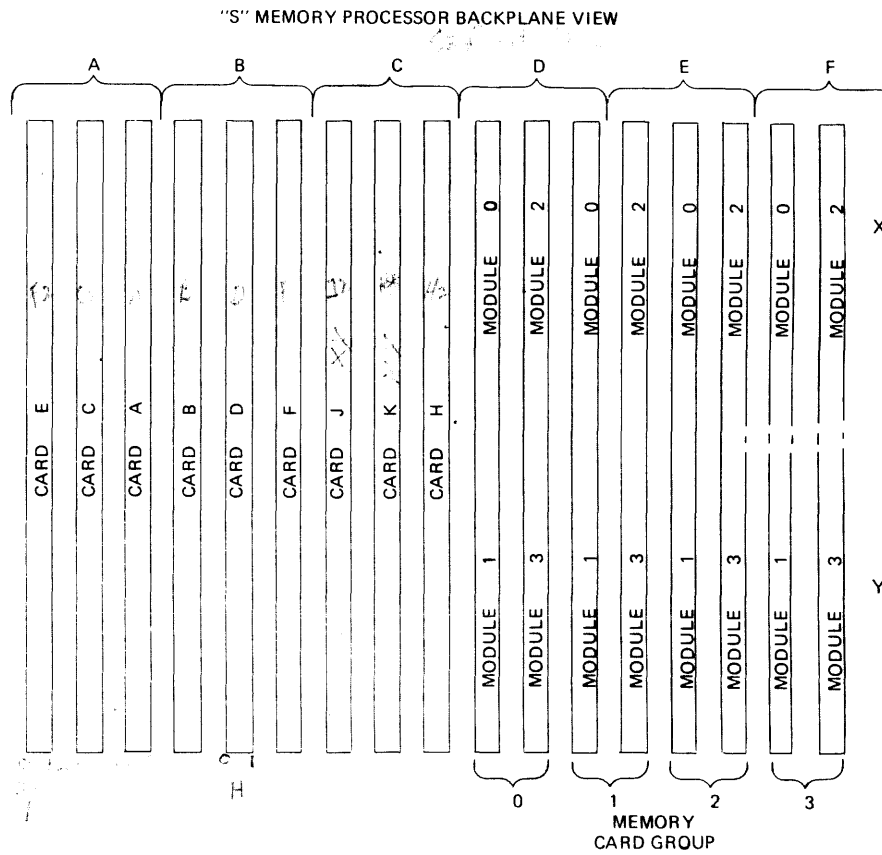 "S" MEMORY PROCESSOR BACKPLANE VIEW
A B C D E F
MODULE 0
MODULE 2
MODULE 0
MODULE 2
MODULE 0
MODULE 2
MODULE 0
MODULE 2
X
CARD E
CARD C
CARD A
CARD B
CARD D
CARD F
CARD J
CARD K
CARD H
MODULE 1
MODULE 3
MODULE 1
MODULE 3
MODULE 1
MODULE 3
MODULE 1
MODULE 3
Y
H
0 1 2 3
MEMORY
CARD GROUP